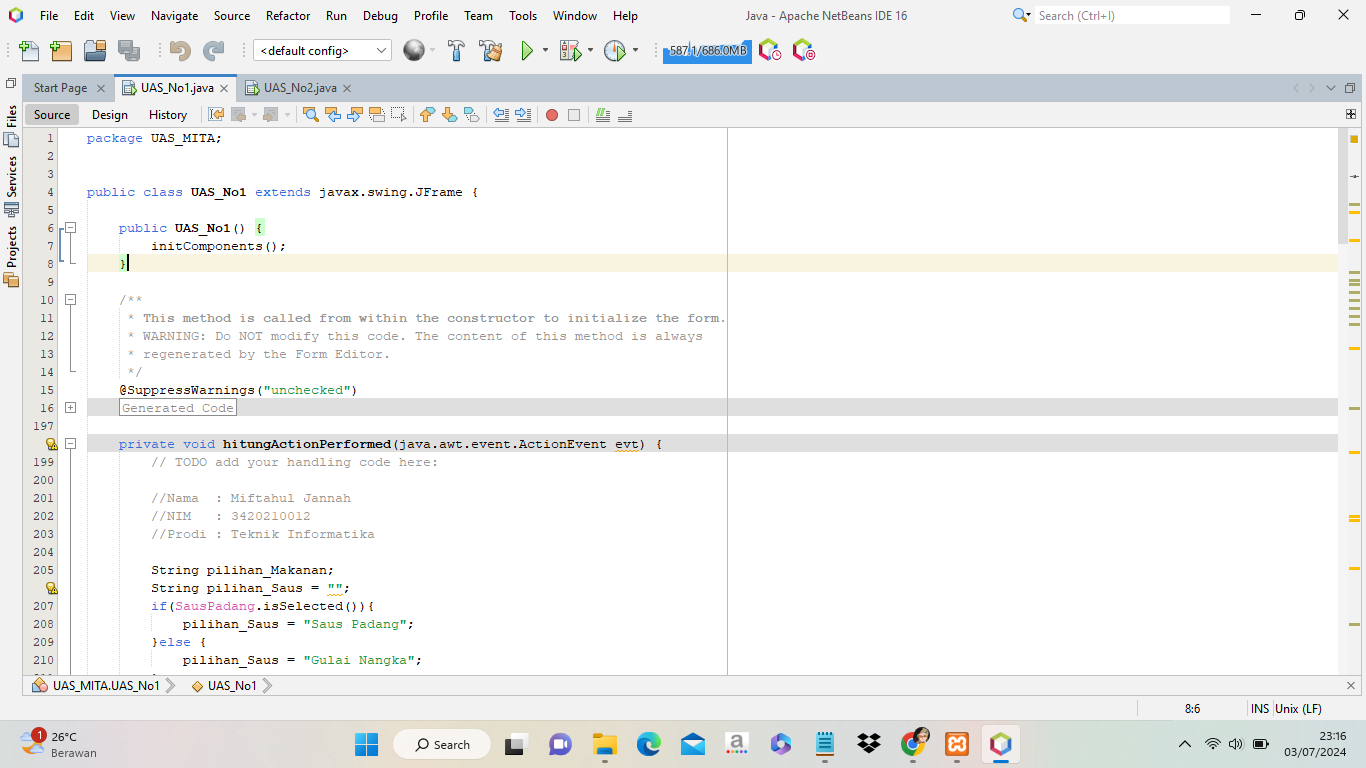 File Edit View Navigate Source Refactor Run Debug Profile Team Tools Window Help Java - Apache NetBeans IDE 16 Search (Ctrl+I)
<default config> 587.1/686.0MB
Start Page UAS_No1.java UAS_No2.java
Source Design History
Files
Services
Projects
1 package UAS_MITA;
2
3
4 public class UAS_No1 extends javax.swing.JFrame {
5
6 public UAS_No1() {
7 initComponents();
8 }
9
10 /**
11 * This method is called from within the constructor to initialize the form.
12 * WARNING: Do NOT modify this code. The content of this method is always
13 * regenerated by the Form Editor.
14 */
15 @SuppressWarnings("unchecked")
16 Generated Code
197
private void hitungActionPerformed(java.awt.event.ActionEvent evt) {
199 // TODO add your handling code here:
200
201 //Nama : Miftahul Jannah
202 //NIM : 3420210012
203 //Prodi : Teknik Informatika
204
205 String pilihan_Makanan;
String pilihan_Saus = "";
207 if(SausPadang.isSelected()){
208 pilihan_Saus = "Saus Padang";
209 }else {
210 pilihan_Saus = "Gulai Nangka";
UAS_MITA.UAS_No1 UAS_No1
8:6 INS Unix (LF)
1 26°C
Berawan
Search
23:16
03/07/2024